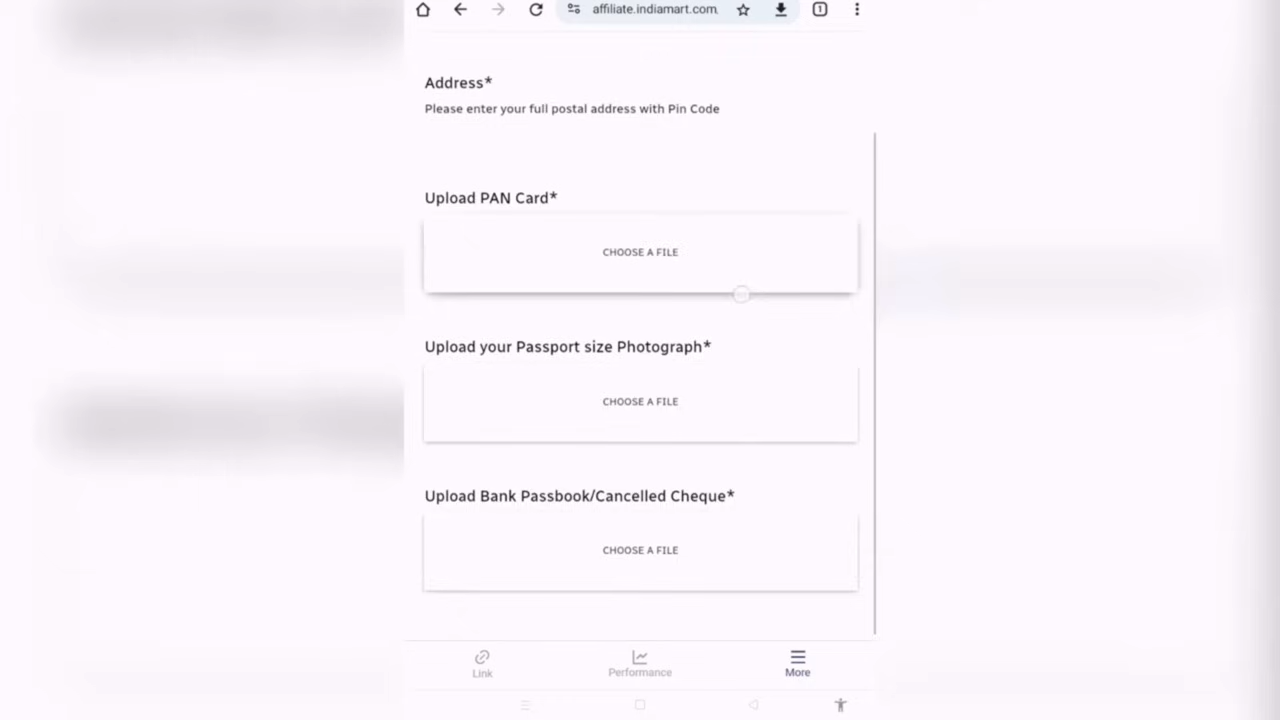 affiliate.indiamart.com.
1
Address*
Please enter your full postal address with Pin Code
Upload PAN Card*
CHOOSE A FILE
Upload your Passport size Photograph*
CHOOSE A FILE
Upload Bank Passbook/Cancelled Cheque*
CHOOSE A FILE
Link
Performance
More